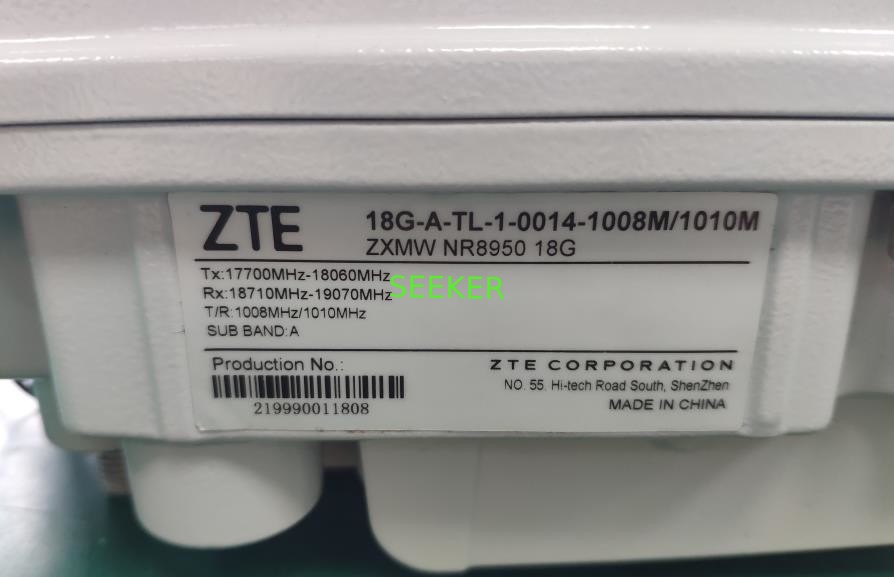 ZTE
18G-A-TL-1-0014-1008M/1010M
ZXMW NR8950 18G
Tx:17700MHz-18060MHz
Rx:18710MHz-19070MHz
SEEKER
T/R:1008MHz/1010MHz
SUB BAND:A
Production No.:
219990011808
ZTE CORPORATION
NO. 55, Hi-tech Road South, ShenZhen
MADE IN CHINA